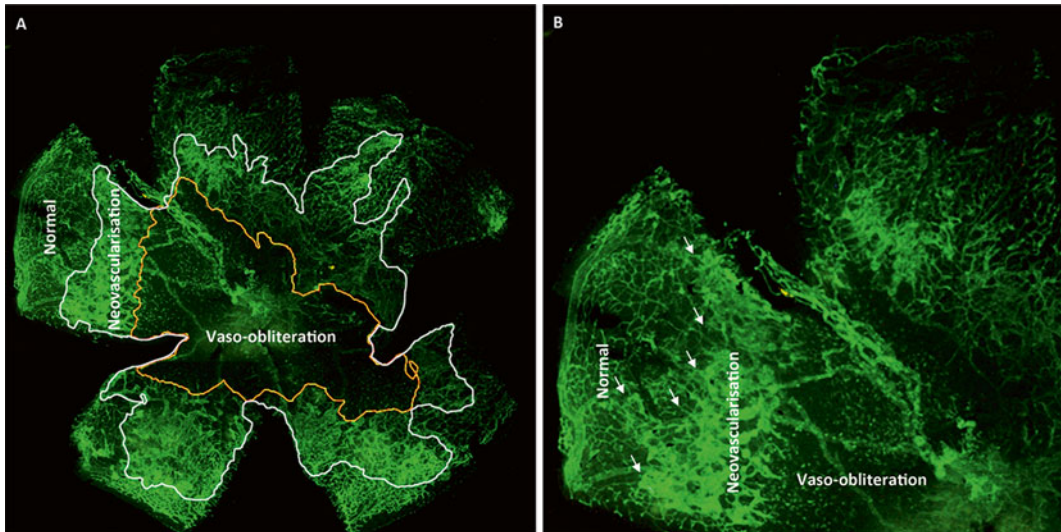 A
Normal
Neovascularisation
Vaso-obliteration
B
Normal
Neovascularisation
Vaso-obliteration